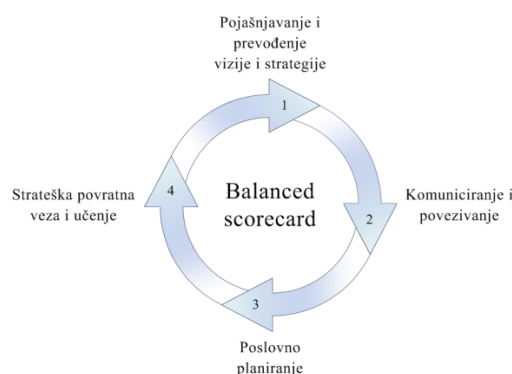 Pojašnjavanje i
prevođenje
vizije i strategije
1
Strateška povratna
veza i učenje
4
Balanced
scorecard
2
Komuniciranje i
povezivanje
3
Poslovno
planiranje